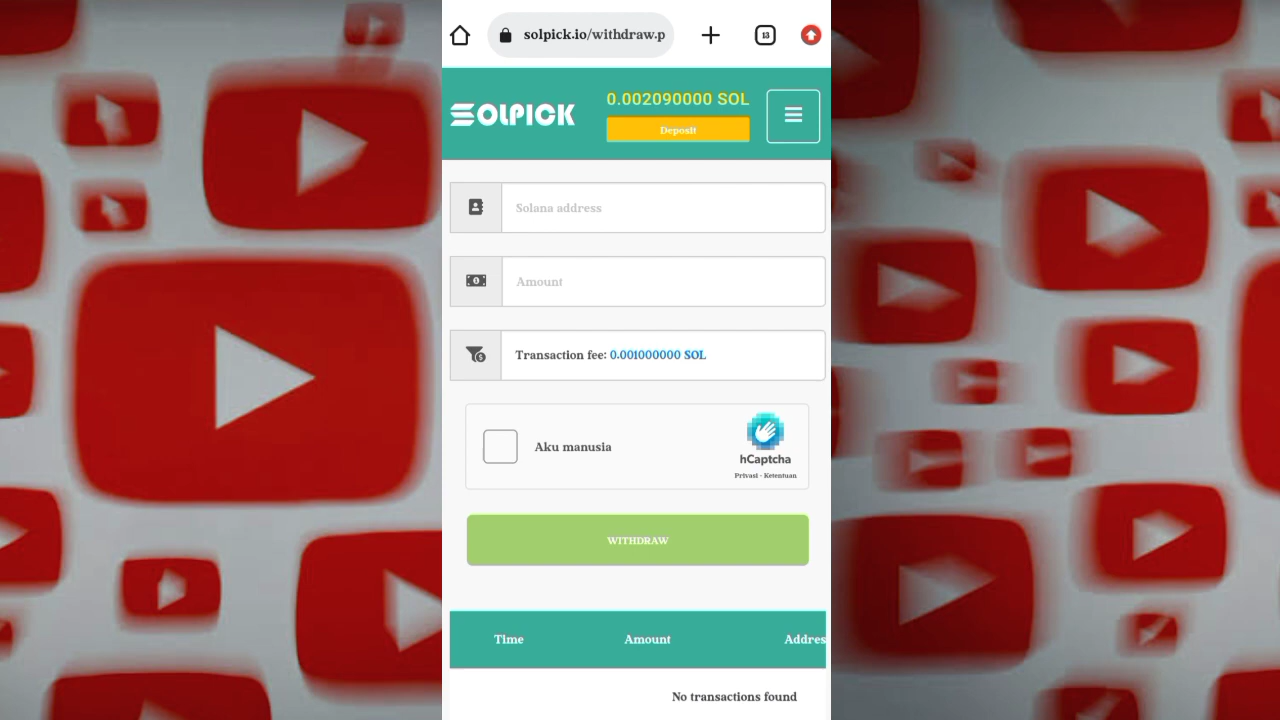 solpick.io/withdraw.p
13
SOLPICK
0.002090000 SOL
Deposit
Solana address
Amount
Transaction fee: 0.001000000 SOL
Aku manusia
hCaptcha
Privasi - Ketentuan
WITHDRAW
Time Amount Addres
No transactions found